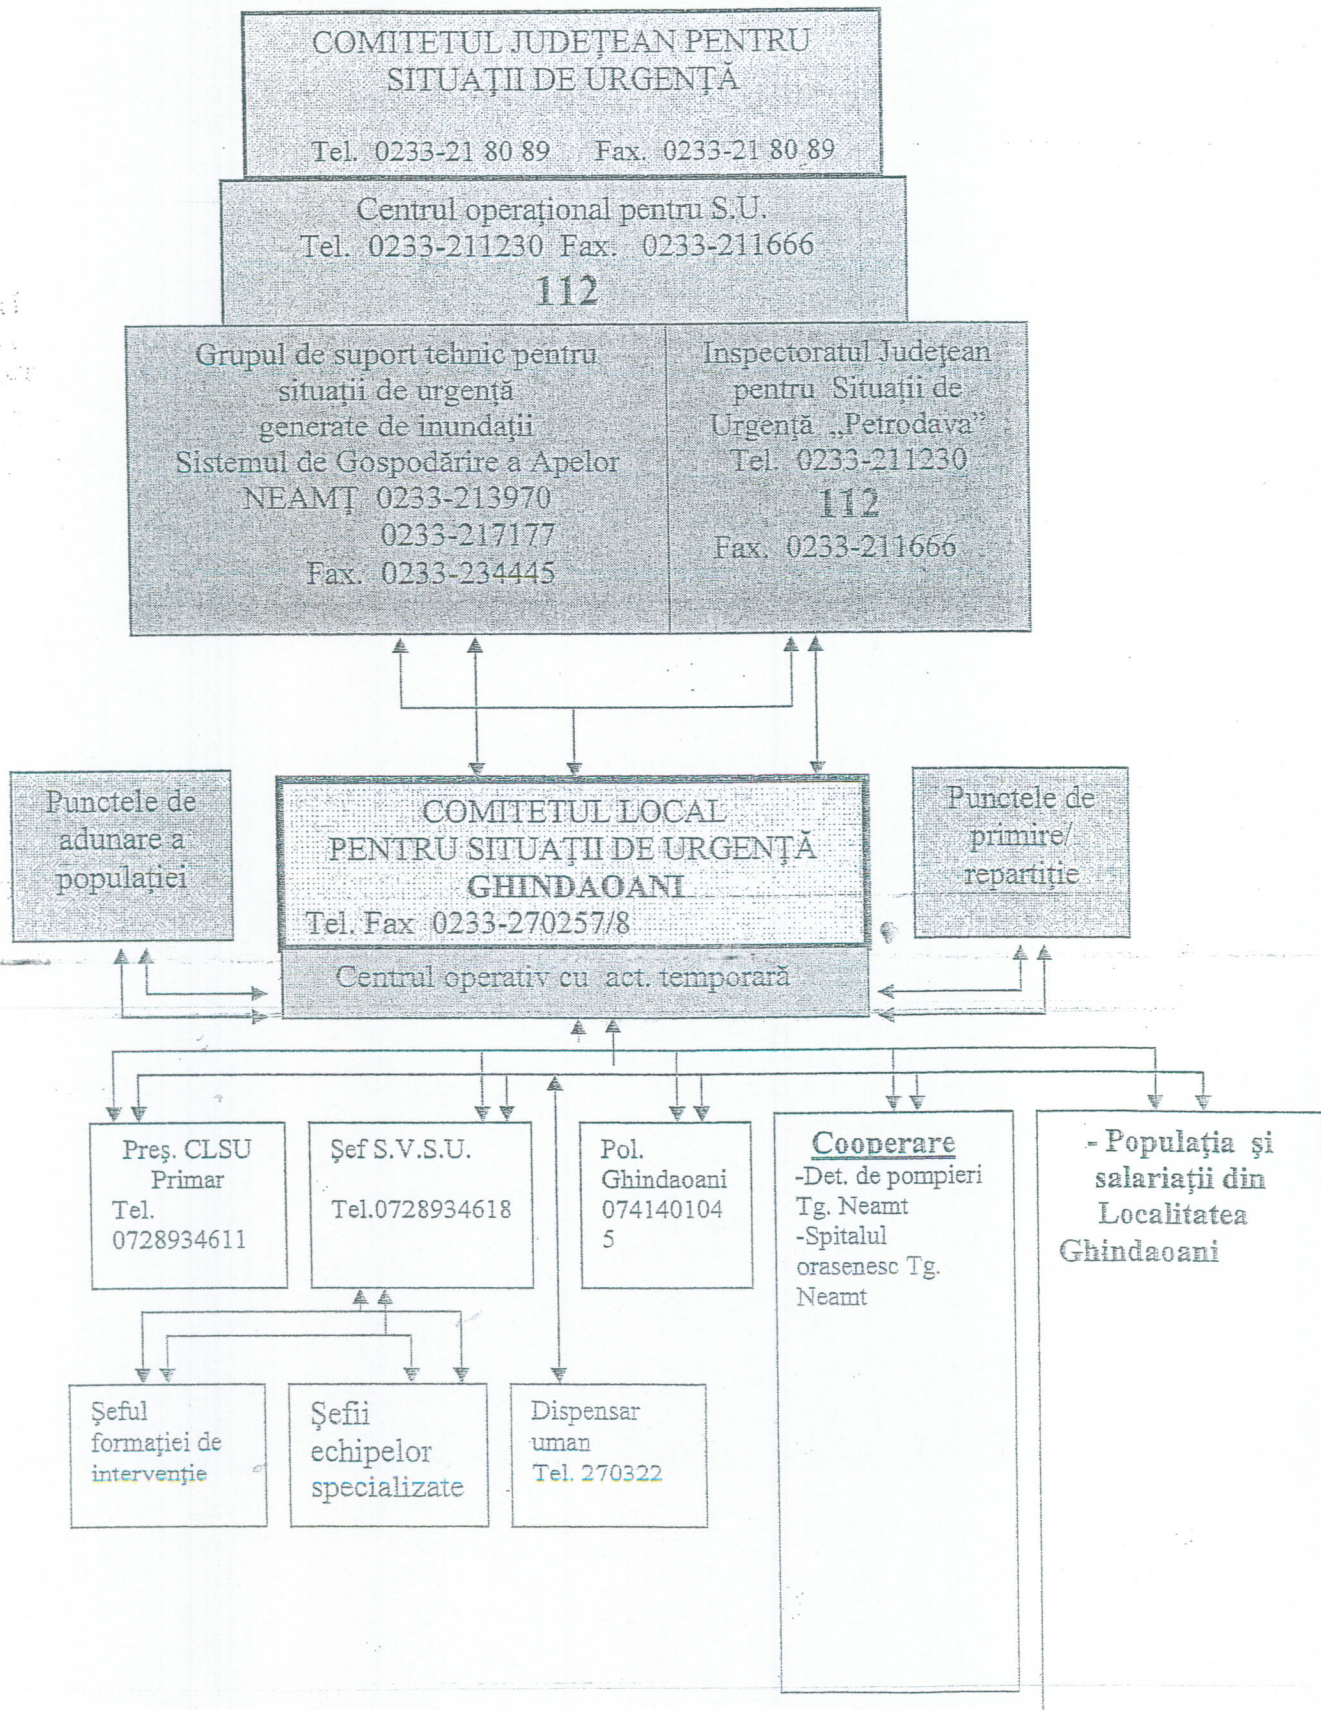 COMITETUL JUDEȚEAN PENTRU
SITUAȚII DE URGENȚĂ
Tel. 0233-21 80 89 Fax. 0233-21 80 89
Centrul operațional pentru S.U.
Tel. 0233-211230 Fax. 0233-211666
112
Grupul de suport tehnic pentru
situații de urgență
generate de inundații
Sistemul de Gospodărire a Apelor
NEAMȚ 0233-213970
0233-217177
Fax. 0233-234445
Inspectoratul Județean
pentru Situații de
Urgență „Petrodava”
Tel. 0233-211230
112
Fax. 0233-211666
Punctele de
adunare a
populației
COMITETUL LOCAL
PENTRU SITUAȚII DE URGENȚĂ
GHINDAOANI
Tel. Fax 0233-270257/8
Centrul operativ cu act. temporară
Punctele de
primire/
repartiție
Preș. CLSU
Primar
Tel.
0728934611
Șef S.V.S.U.
Tel.0728934618
Pol.
Ghindaoani
074140104
5
Cooperare
-Det. de pompieri
Tg. Neamt
-Spitalul
orasenesc Tg.
Neamt
- Populația și
salariații din
Localitatea
Ghindaoani
Șeful
formației de
intervenție
Șefii
echipelor
specializate
Dispensar
uman
Tel. 270322